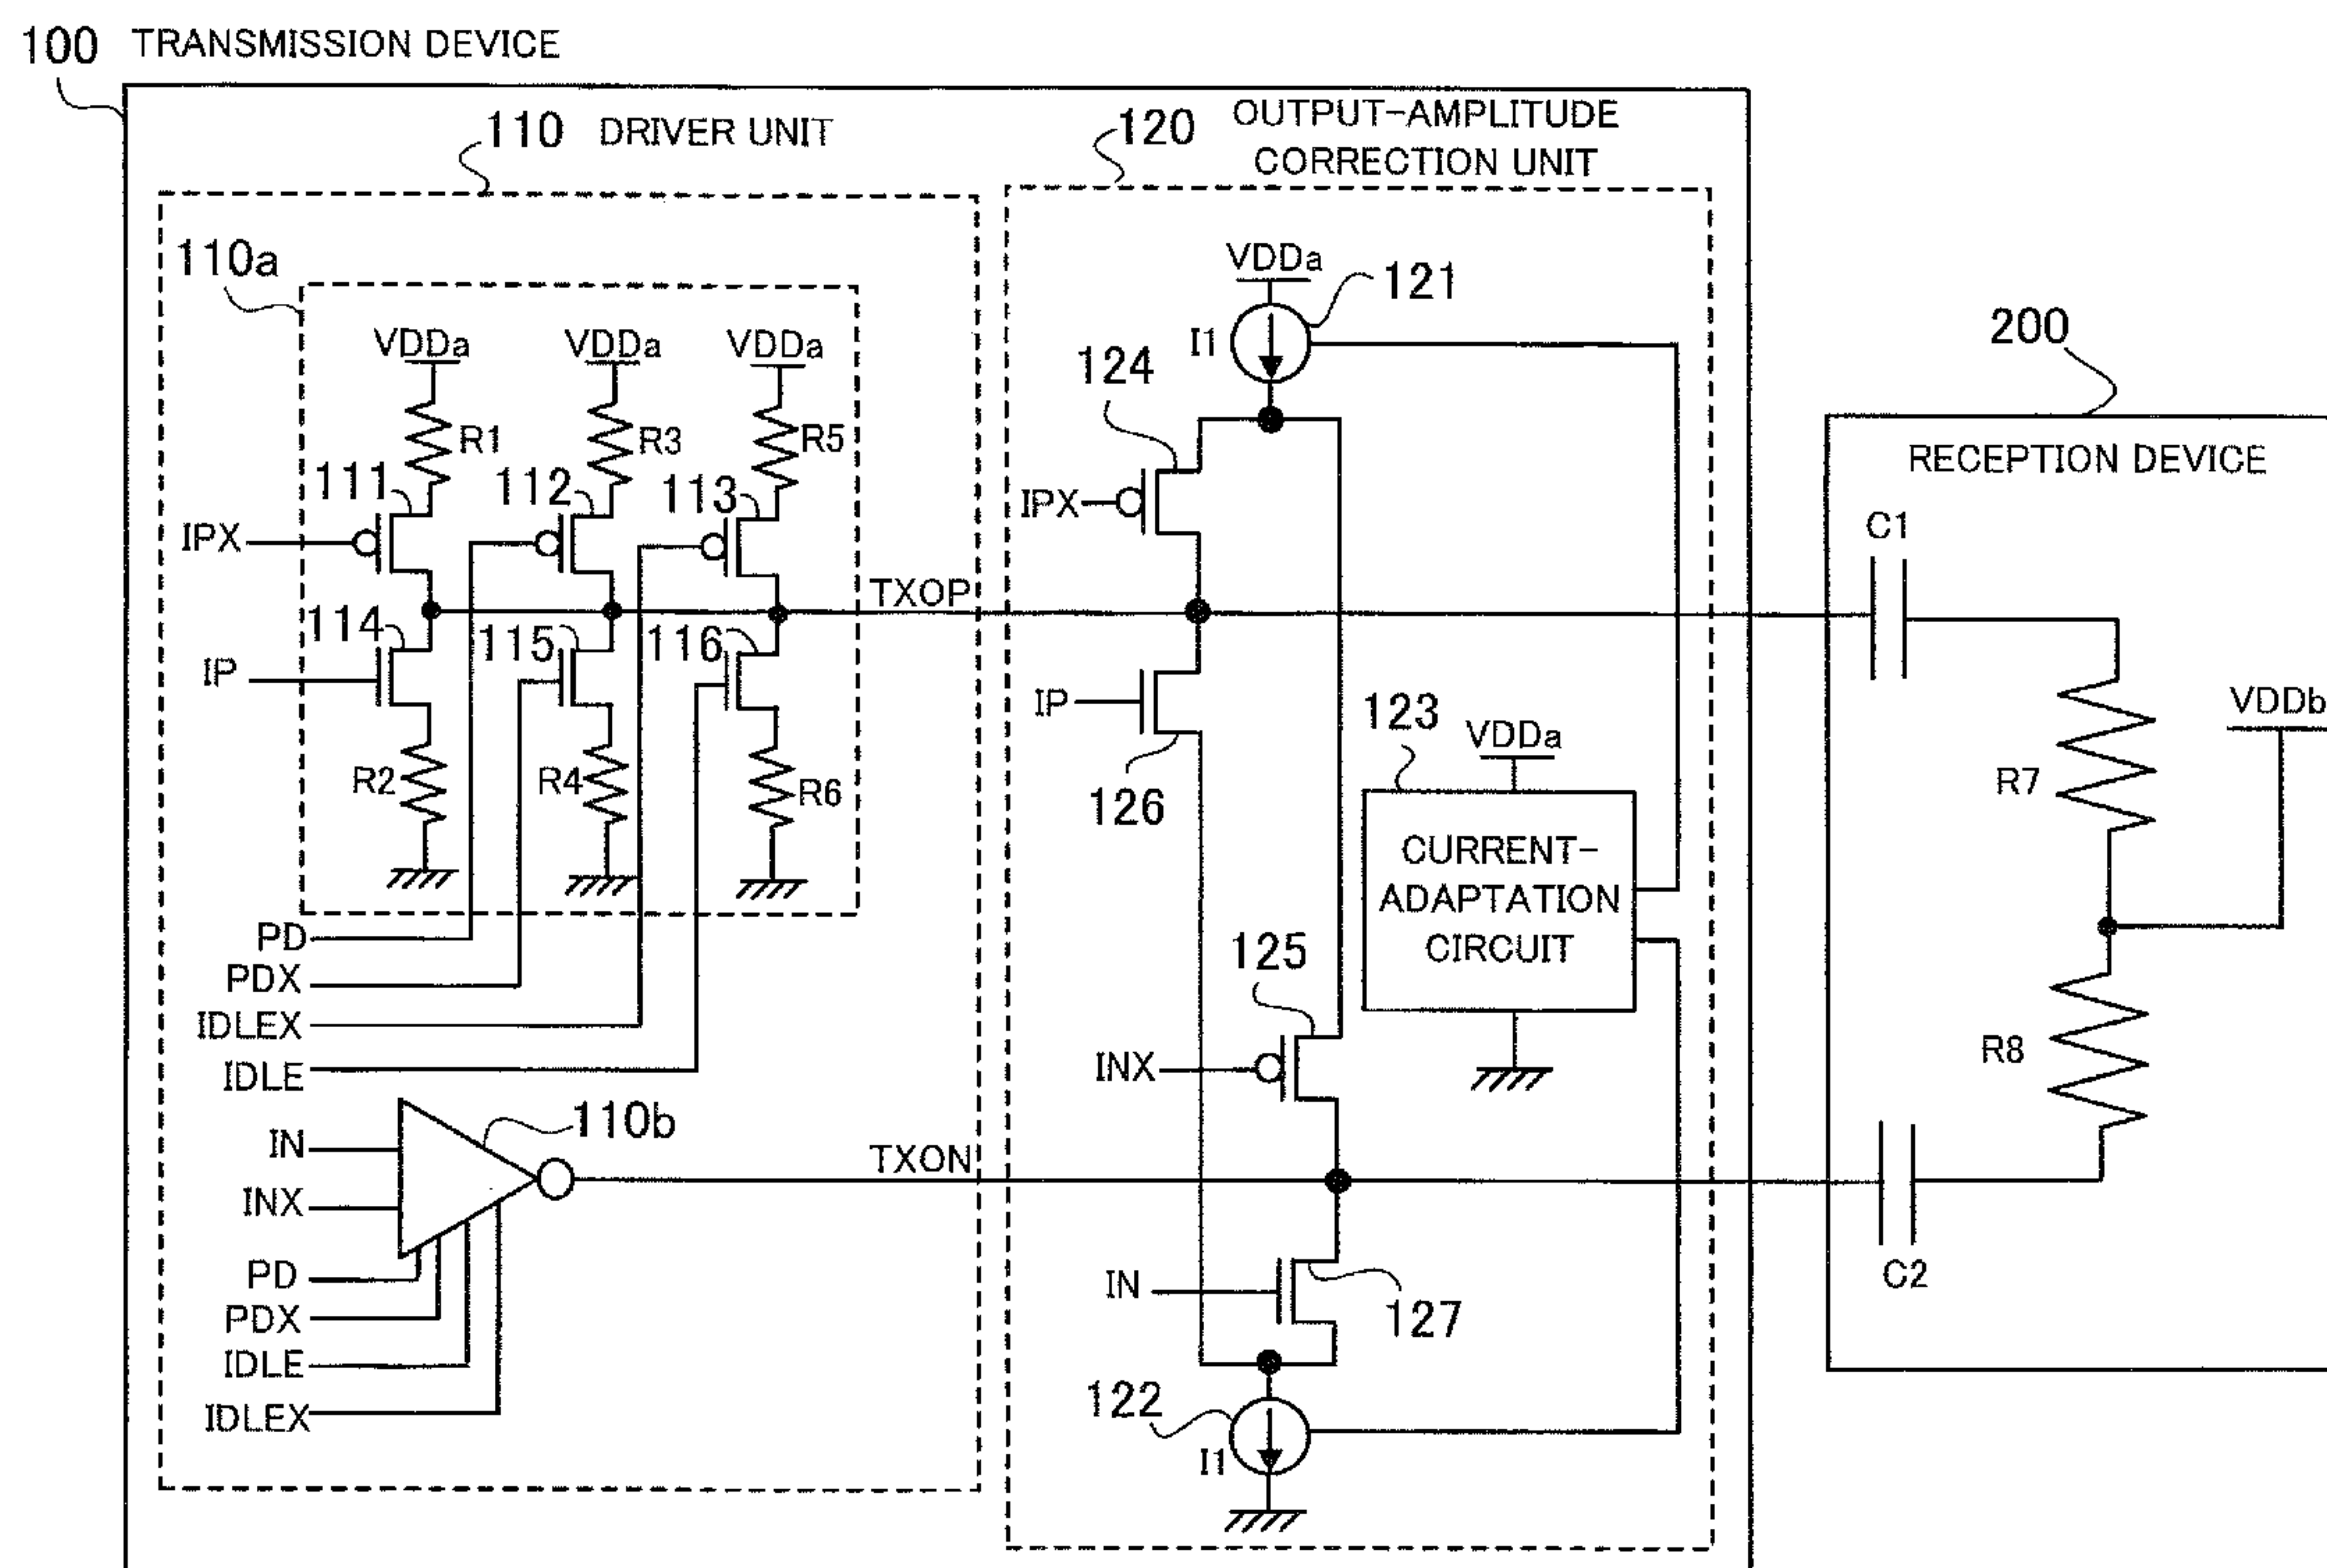 100 TRANSMISSION DEVICE
110 DRIVER UNIT
120 OUTPUT-AMPLITUDE
CORRECTION UNIT
110a
VDDa VDDa VDDa
R1 R3 R5
111 112 113
IPX
TXOP
114 115 116
IP
R2 R4 R6
PD
PDX
IDLEX
IDLE
110b
IN
INX
TXON
PD
PDX
IDLE
IDLEX
VDDa
121
I1
124
IPX
IP
126
123
VDDa
CURRENT-
ADAPTATION
CIRCUIT
125
INX
IN
127
122
I1
200
RECEPTION DEVICE
C1
VDDb
R7
R8
C2